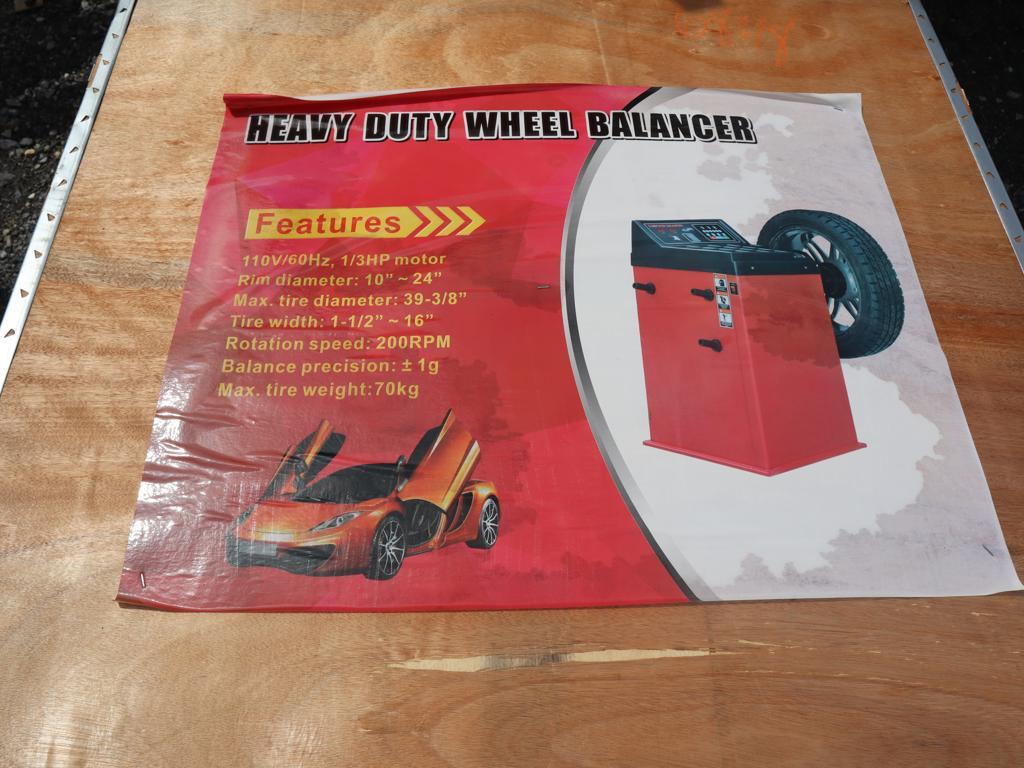 HEAVY DUTY WHEEL BALANCER
Features
110V/60Hz, 1/3HP motor
Rim diameter: 10” ~ 24”
Max. tire diameter: 39-3/8”
Tire width: 1-1/2” ~ 16”
Rotation speed: 200RPM
Balance precision: ± 1g
Max. tire weight:70kg